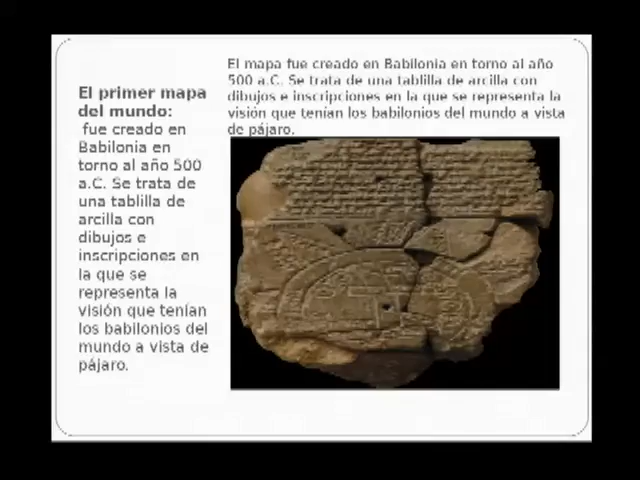 El primer mapa
del mundo:
fue creado en
Babilonia en
torno al año 500
a.C. Se trata de
una tablilla de
arcilla con
dibujos e
inscripciones en
la que se
representa la
visión que tenían
los babilonios del
mundo a vista de
pájaro.
El mapa fue creado en Babilonia en torno al año
500 a.C. Se trata de una tablilla de arcilla con
dibujos e inscripciones en la que se representa la
visión que tenían los babilonios del mundo a vista
de pájaro.